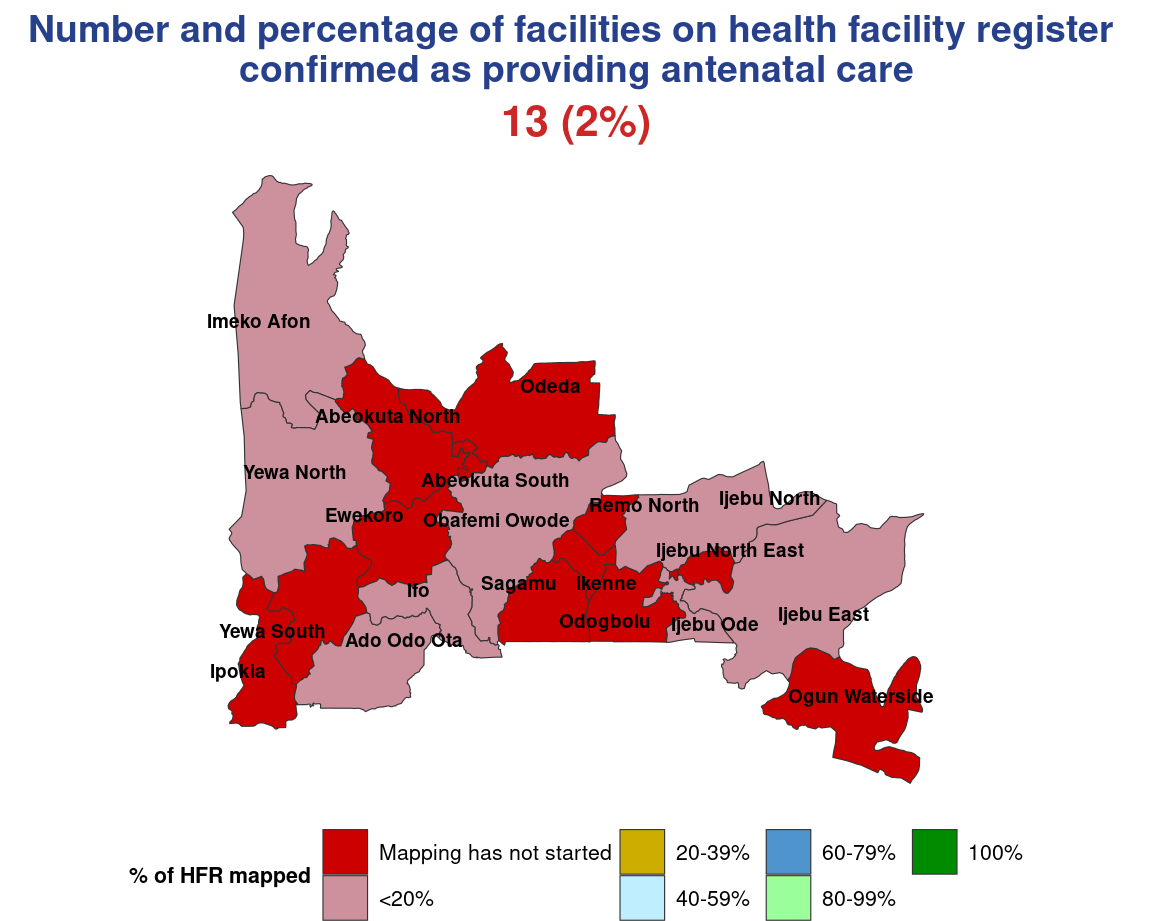 Number and percentage of facilities on health facility register
confirmed as providing antenatal care
13 (2%)
Imeko Afon
Odeda
Abeokuta North
Yewa North
Abeokuta South
Ijebu North
Remo North
Ewekoro
Obafemi Owode
Ijebu North East
Sagamu
Ikenne
Ifo
Ijebu East
Odogbolu
Ijebu Ode
Yewa South
Ado Odo Ota
Ipokia
Ogun Waterside
% of HFR mapped
Mapping has not started
<20%
20-39%
40-59%
60-79%
80-99%
100%